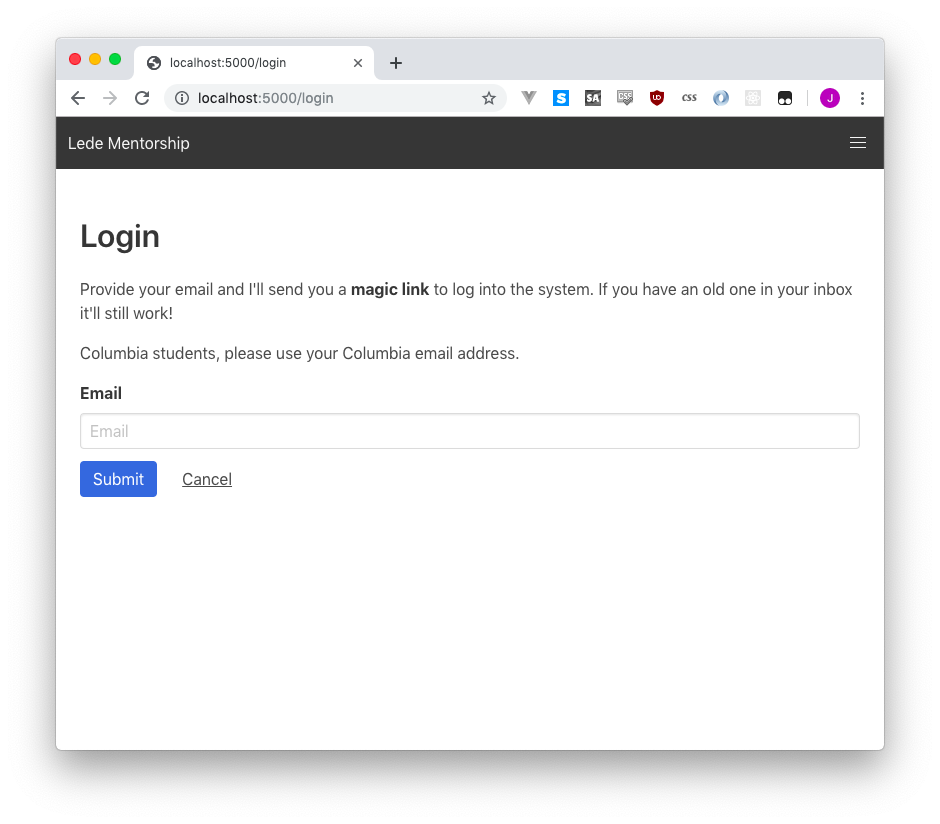 localhost:5000/login
localhost:5000/login
S
SA
CSS
UD
css
J
Lede Mentorship
Login
Provide your email and I'll send you a magic link to log into the system. If you have an old one in your inbox
it'll still work!
Columbia students, please use your Columbia email address.
Email
Email
Submit Cancel